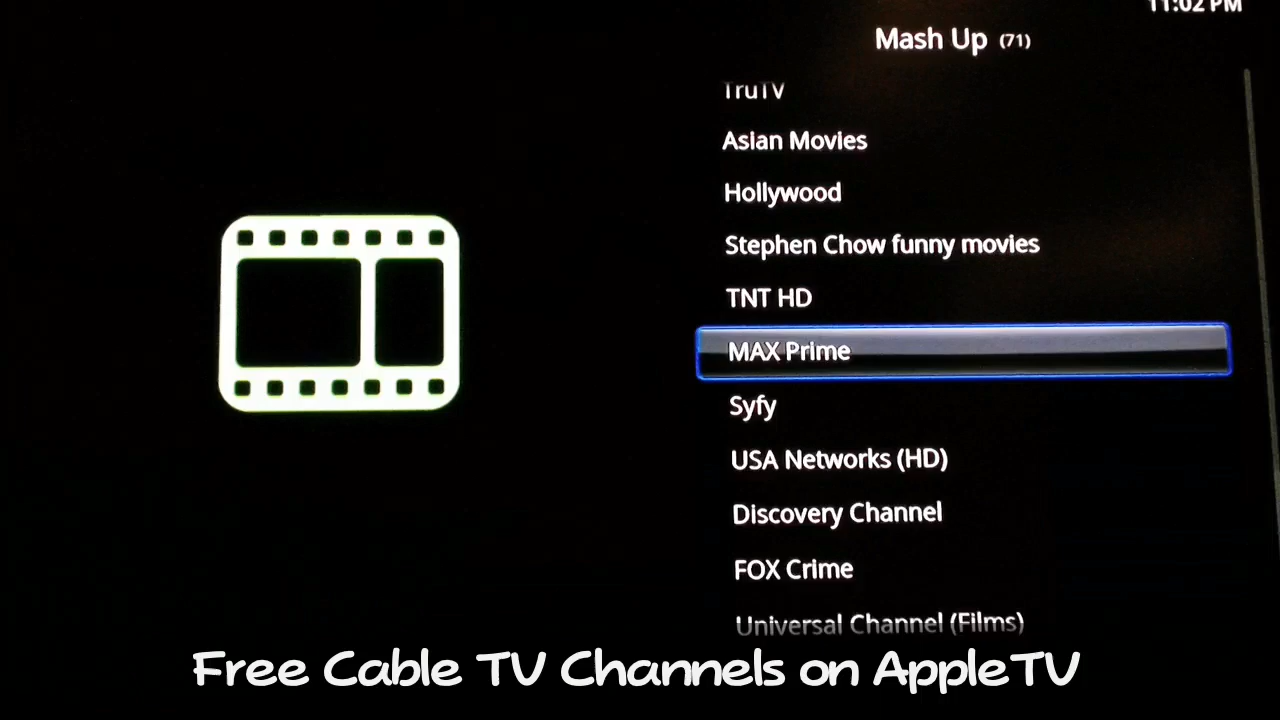 11:02 PM
Mash Up (71)
TruTV
Asian Movies
Hollywood
Stephen Chow funny movies
TNT HD
MAX Prime
Syfy
USA Networks (HD)
Discovery Channel
FOX Crime
Universal Channel (Films)
Free Cable TV Channels on AppleTV